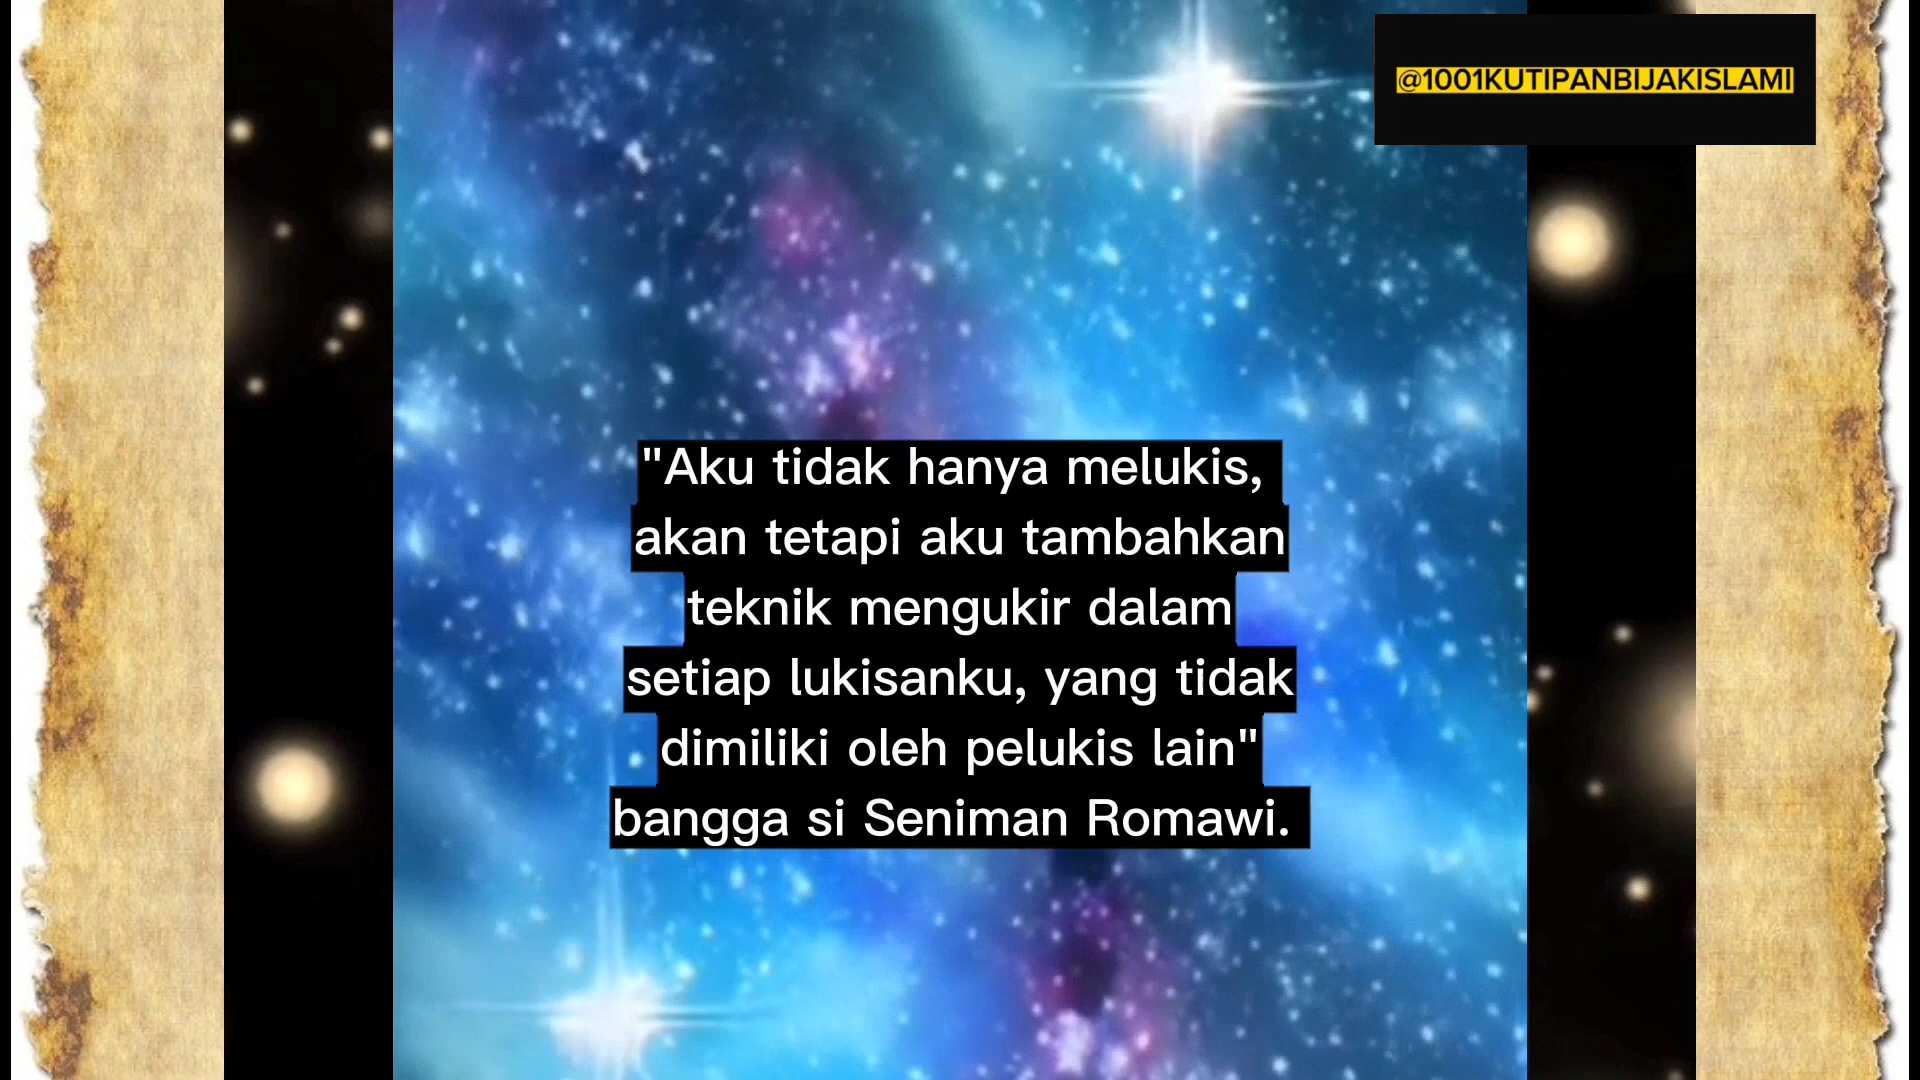 @1001KUTIPANBIJAKISLAMI
"Aku tidak hanya melukis,
akan tetapi aku tambahkan
teknik mengukir dalam
setiap lukisanku, yang tidak
dimiliki oleh pelukis lain"
bangga si Seniman Romawi.